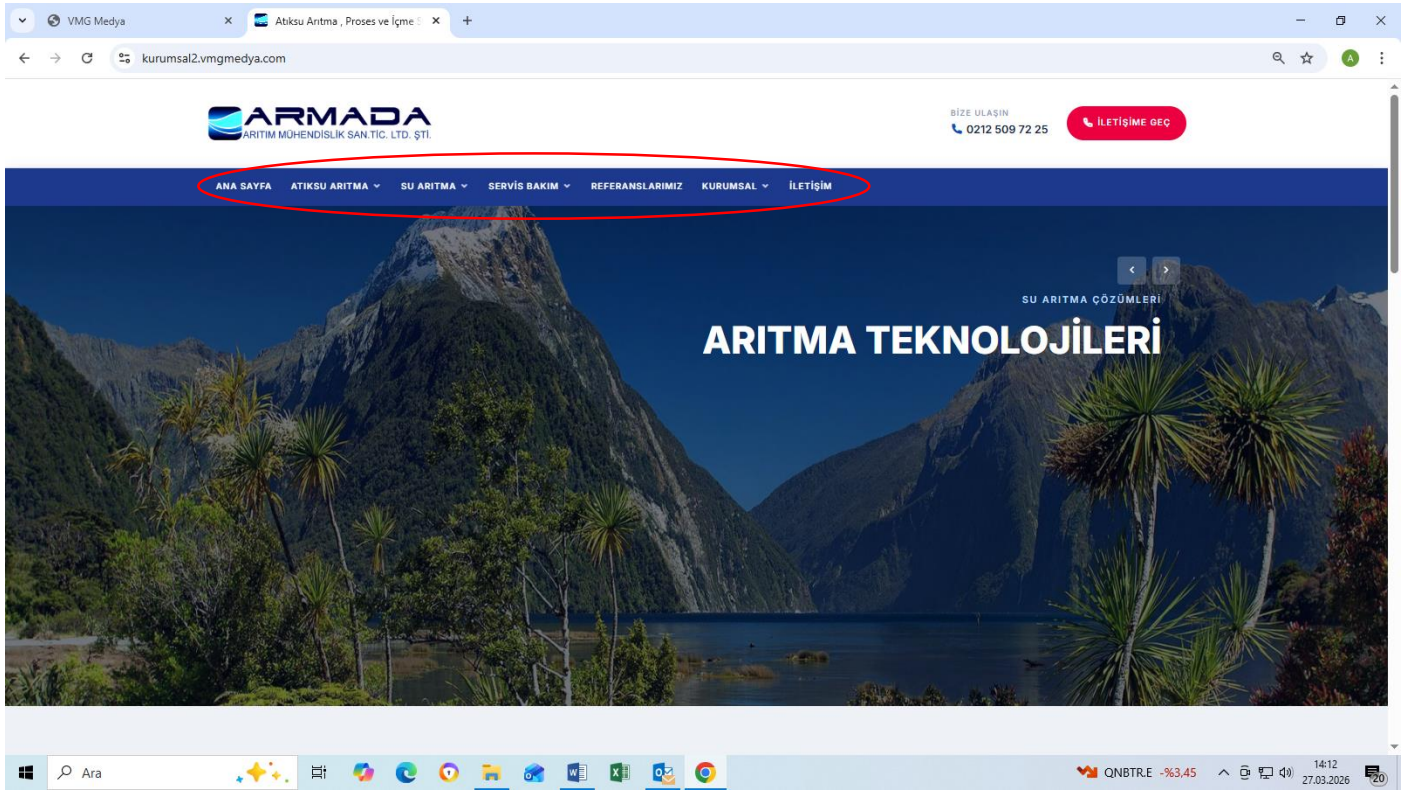 VMG Medya
Atıksu Arıtma , Proses ve İçme S
kurumsal2.vmgmedya.com
A
ARMADA
ARITIM MÜHENDİSLİK SAN.TİC. LTD. ŞTİ.
BİZE ULAŞIN
0212 509 72 25
İLETİŞİME GEÇ
ANA SAYFA ATIKSU ARITMA SU ARITMA SERVİS BAKIM REFERANSLARIMIZ KURUMSAL İLETİŞİM
SU ARITMA ÇÖZÜMLERİ
ARITMA TEKNOLOJİLERİ
Ara
QNBTR.E -%3,45
14:12
27.03.2026
20